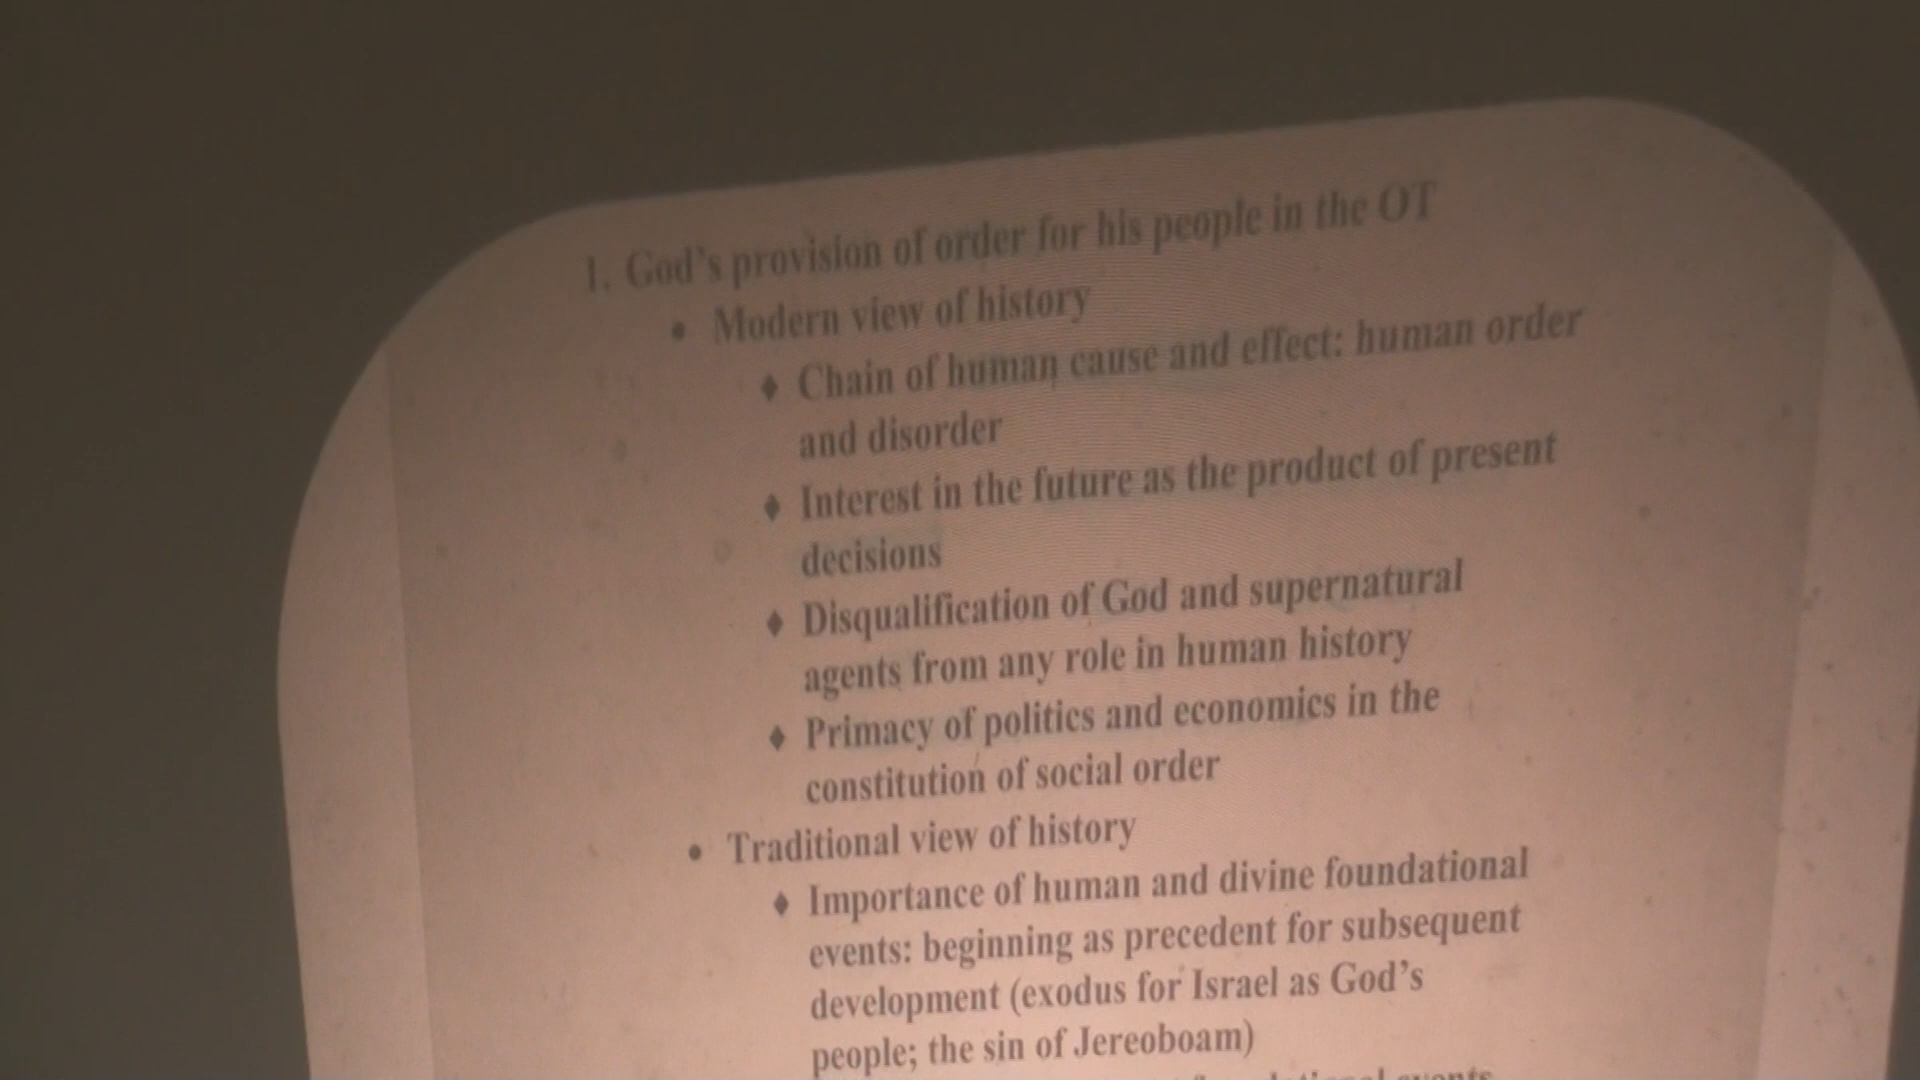 1. God's provision of order for his people in the OT
• Modern view of history
♦ Chain of human cause and effect: human order
and disorder
♦ Interest in the future as the product of present
decisions
♦ Disqualification of God and supernatural
agents from any role in human history
♦ Primacy of politics and economics in the
constitution of social order
• Traditional view of history
♦ Importance of human and divine foundational
events: beginning as precedent for subsequent
development (exodus for Israel as God's
people; the sin of Jereoboam)
events